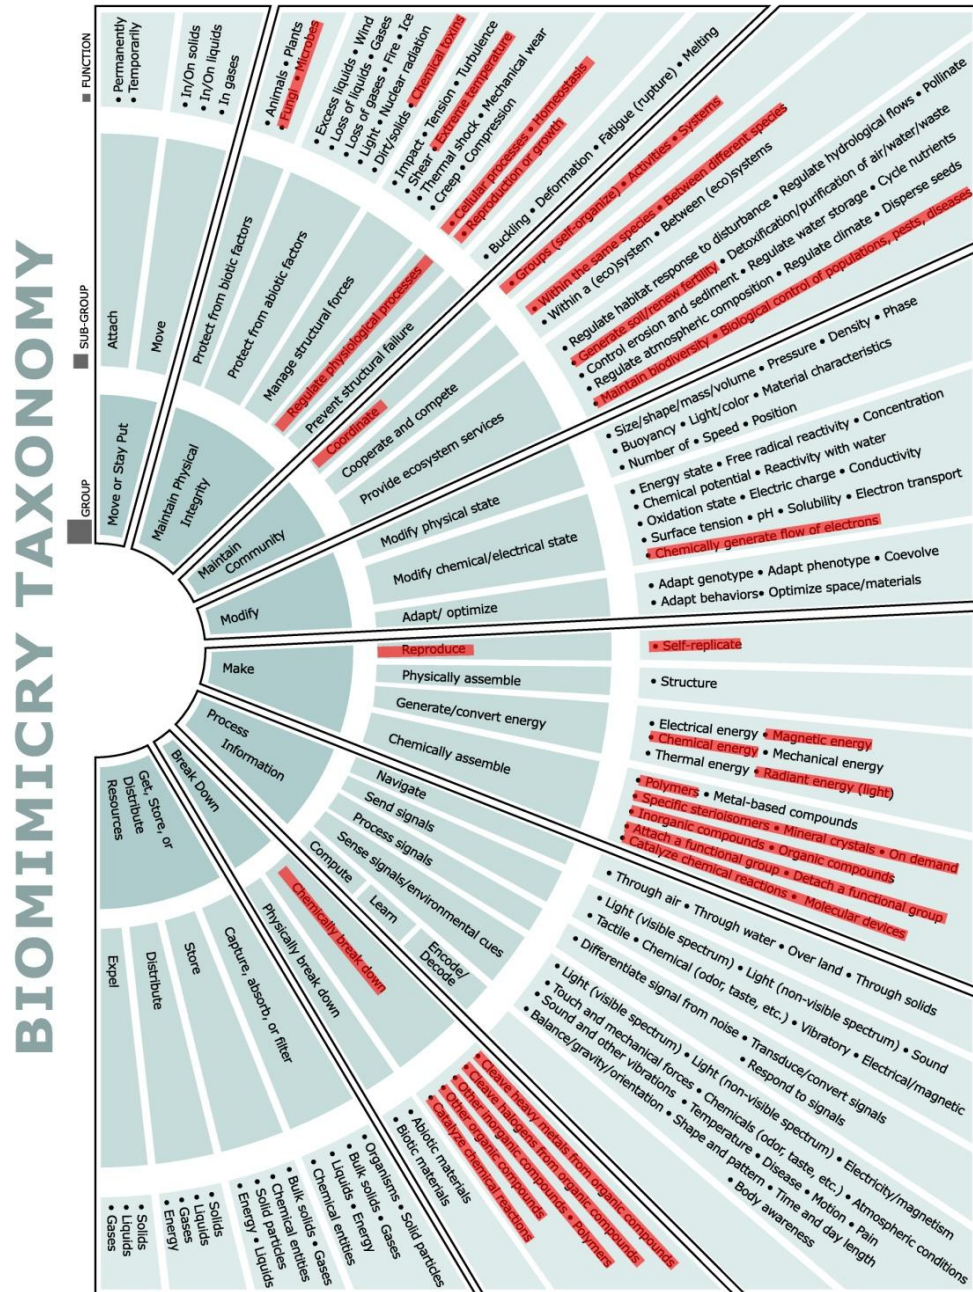 BIOMIMICRY TAXONOMY
GROUP
SUB-GROUP
FUNCTION
Move or Stay Put
Attach
• Permanently
• Temporarily
Move
• In/On solids
• In/On liquids
• In gases
Maintain Physical
Integrity
Protect from biotic factors
• Animals • Plants
• Fungi • Microbes
Protect from abiotic factors
• Excess liquids • Wind
• Loss of liquids • Gases
• Loss of gases • Fire • Ice
• Light • Nuclear radiation
• Dirt/solids • Chemical toxins
Manage structural forces
• Impact • Tension • Turbulence
• Shear • Extreme temperature
• Thermal shock • Mechanical wear
• Creep • Compression
Regulate physiological processes
• Cellular processes • Homeostasis
• Reproduction or growth
Prevent structural failure
• Buckling • Deformation • Fatigue (rupture) • Melting
Maintain
Community
Coordinate
• Groups (self-organize) • Activities • Systems
Cooperate and compete
• Within the same species • Between different species
• Within a (eco)system • Between (eco)systems
Provide ecosystem services
• Regulate habitat response to disturbance • Regulate hydrological flows • Pollinate
• Generate soil/renew fertility • Detoxification/purification of air/water/waste
• Control erosion and sediment • Regulate water storage • Cycle nutrients
• Regulate atmospheric composition • Regulate climate • Disperse seeds
• Maintain biodiversity • Biological control of populations, pests, diseases
Modify
Modify physical state
• Size/shape/mass/volume • Pressure • Density • Phase
• Buoyancy • Light/color • Material characteristics
• Number of • Speed • Position
Modify chemical/electrical state
• Energy state • Free radical reactivity • Concentration
• Chemical potential • Reactivity with water
• Oxidation state • Electric charge • Conductivity
• Surface tension • pH • Solubility • Electron transport
• Chemically generate flow of electrons
Adapt/ optimize
• Adapt genotype • Adapt phenotype • Coevolve
• Adapt behaviors• Optimize space/materials
Make
Reproduce
• Self-replicate
Physically assemble
• Structure
Generate/convert energy
• Electrical energy • Magnetic energy
• Chemical energy • Mechanical energy
• Thermal energy • Radiant energy (light)
Chemically assemble
• Polymers • Metal-based compounds
• Specific sterioisomers • Mineral crystals • On demand
• Inorganic compounds • Organic compounds
• Attach a functional group • Detach a functional group
• Catalyze chemical reactions • Molecular devices
Process
Information
Navigate
• Through air • Through water • Over land • Through solids
Send signals
• Light (visible spectrum) • Light (non-visible spectrum) • Sound
• Tactile • Chemical (odor, taste, etc.) • Vibratory • Electrical/magnetic
Process signals
• Differentiate signal from noise • Transduce/convert signals
• Respond to signals
Sense signals/environmental cues
• Light (visible spectrum) • Light (non-visible spectrum) • Electricity/magnetism
• Touch and mechanical forces • Chemicals (odor, taste, etc.) • Atmospheric conditions
• Sound and other vibrations • Temperature • Disease • Motion • Pain
• Balance/gravity/orientation • Shape and pattern • Time and day length
• Body awareness
Compute
Learn
Encode/
Decode
Break Down
Chemically break down
• Cleave heavy metals from organic compounds
• Cleave halogens from organic compounds
• Other inorganic compounds
• Other organic compounds • Polymers
• Catalyze chemical reactions
Physically break down
• Abiotic materials
• Biotic materials
Get, Store, or
Distribute
Resources
Capture, absorb, or filter
• Organisms • Solid particles
• Bulk solids • Gases
• Liquids • Energy
• Chemical entities
Store
• Bulk solids • Gases
• Chemical entities
• Solid particles
• Energy • Liquids
Distribute
• Solids
• Liquids
• Gases
• Energy
Expel
• Solids
• Liquids
• Gases